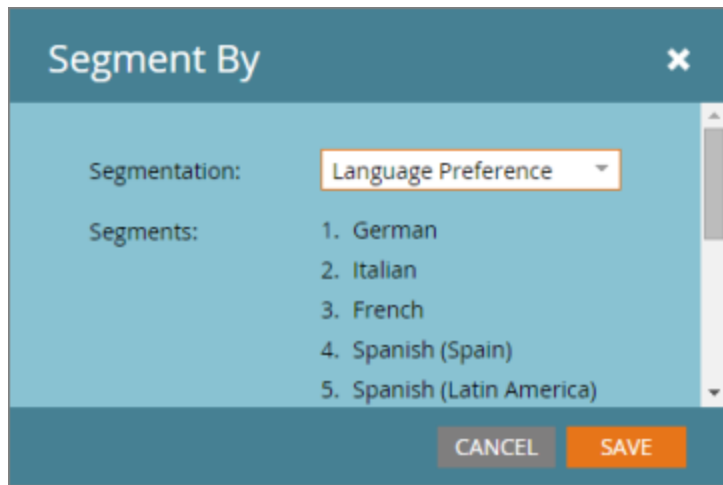 Segment By
Segmentation: Language Preference
Segments: 1. German
2. Italian
3. French
4. Spanish (Spain)
5. Spanish (Latin America)
CANCEL SAVE